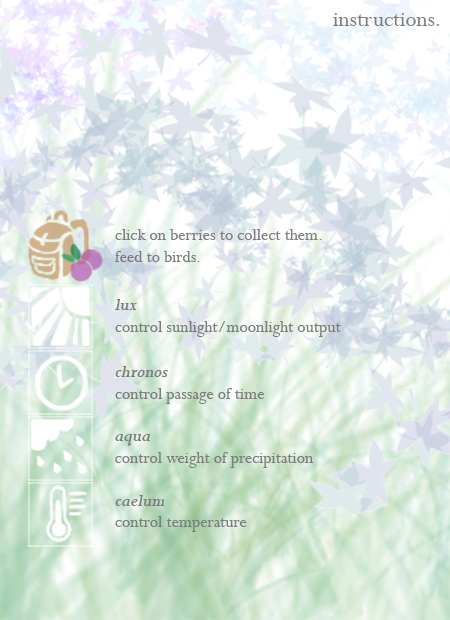 instructions.
click on berries to collect them.
feed to birds.
lux
control sunlight/moonlight output
chronos
control passage of time
aqua
control weight of precipitation
caelum
control temperature